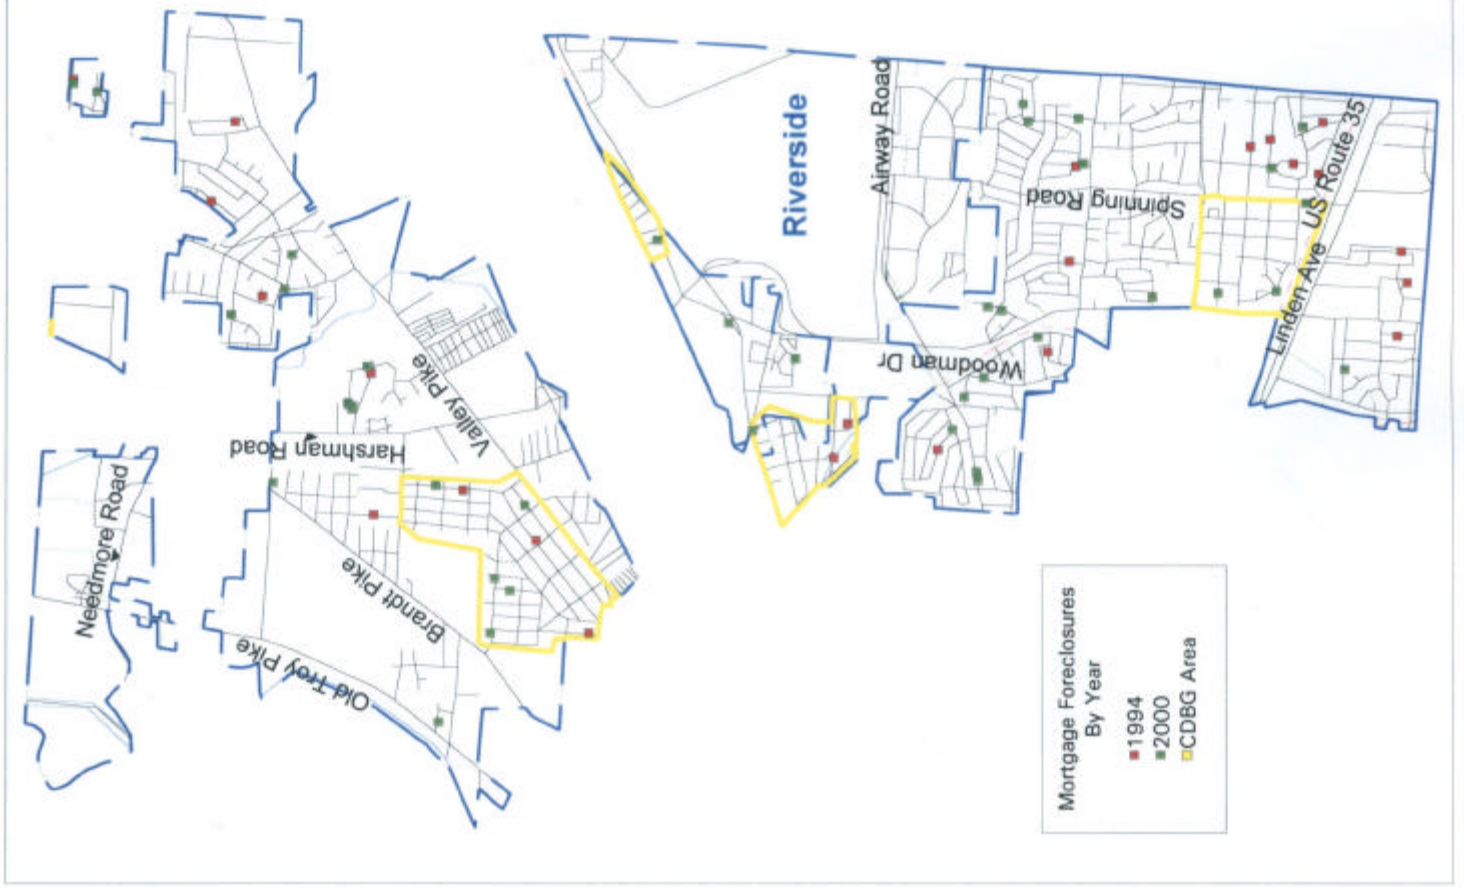 Needmore Road
Harshman Road
Valley Pike
Brandt Pike
Old Troy Pike
Riverside
Airway Road
Spinning Road
Woodman Dr
US Route 35
Linden Ave
Mortgage Foreclosures
By Year
1994
2000
CDBG Area